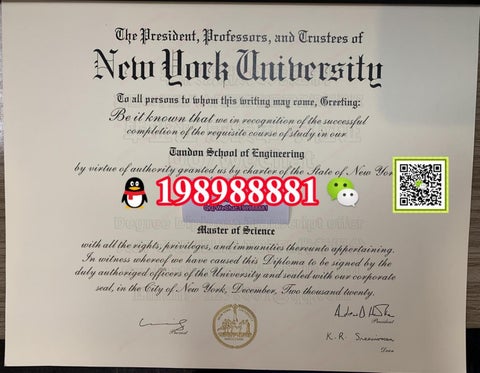 The President, Professors, and Trustees of
New York University
To all persons to whom this writing may come, Greeting:
Be it known that we in recognition of the successful
completion of the requisite course of study in our
Tandon School of Engineering
by virtue of authority granted us by charter of the State of New York
198988881
QQ/WeChat:198988881
Master of Science
with all the rights, privileges, and immunities thereunto appertaining.
In witness whereof we have caused this Diploma to be signed by the
duly authorized officers of the University and sealed with our corporate
seal, in the City of New York, December, Two thousand twenty.
President
K. R. Sreenivasan
Dean